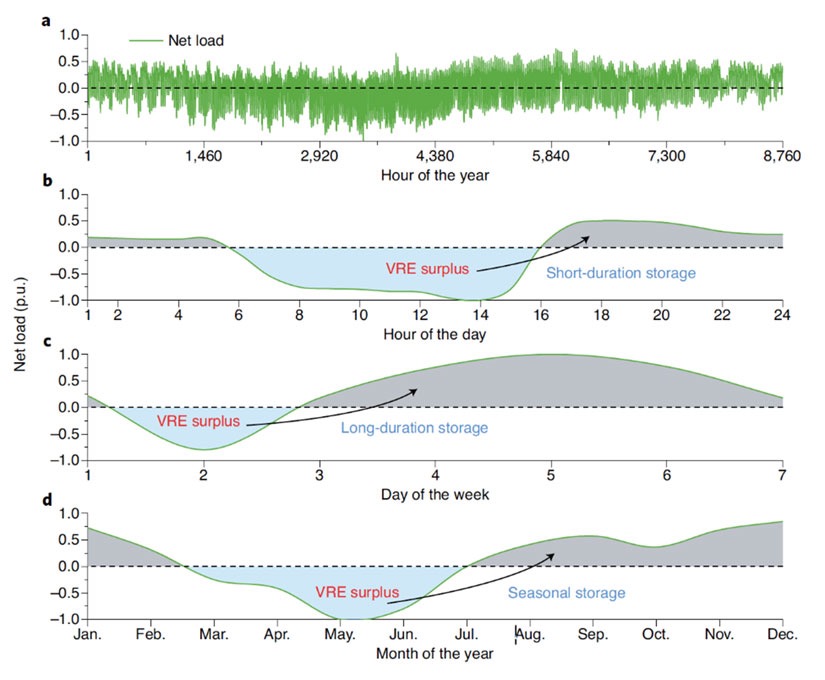 a
Net load
1.0
0.5
0.0
–0.5
–1.0
1 1,460 2,920 4,380 5,840 7,300 8,760
Hour of the year
b
1.0
0.5
0.0
–0.5
–1.0
VRE surplus
Short-duration storage
1 2 4 6 8 10 12 14 16 18 20 22 24
Hour of the day
Net load (p.u.)
c
1.0
0.5
0.0
–0.5
–1.0
VRE surplus
Long-duration storage
1 2 3 4 5 6 7
Day of the week
d
1.0
0.5
0.0
–0.5
–1.0
VRE surplus
Seasonal storage
Jan. Feb. Mar. Apr. May. Jun. Jul. Aug. Sep. Oct. Nov. Dec.
Month of the year